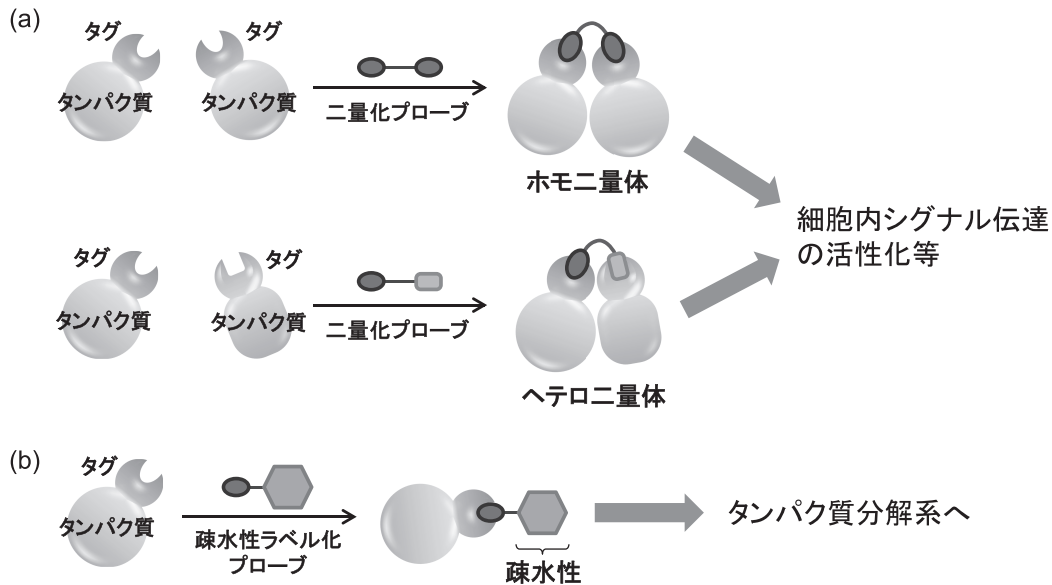 (a)
タグ
タグ
タンパク質
タンパク質
二量化プローブ
ホモ二量体
タグ
タグ
タンパク質
タンパク質
二量化プローブ
ヘテロ二量体
細胞内シグナル伝達
の活性化等
(b)
タグ
タンパク質
疎水性ラベル化
プローブ
疎水性
タンパク質分解系へ